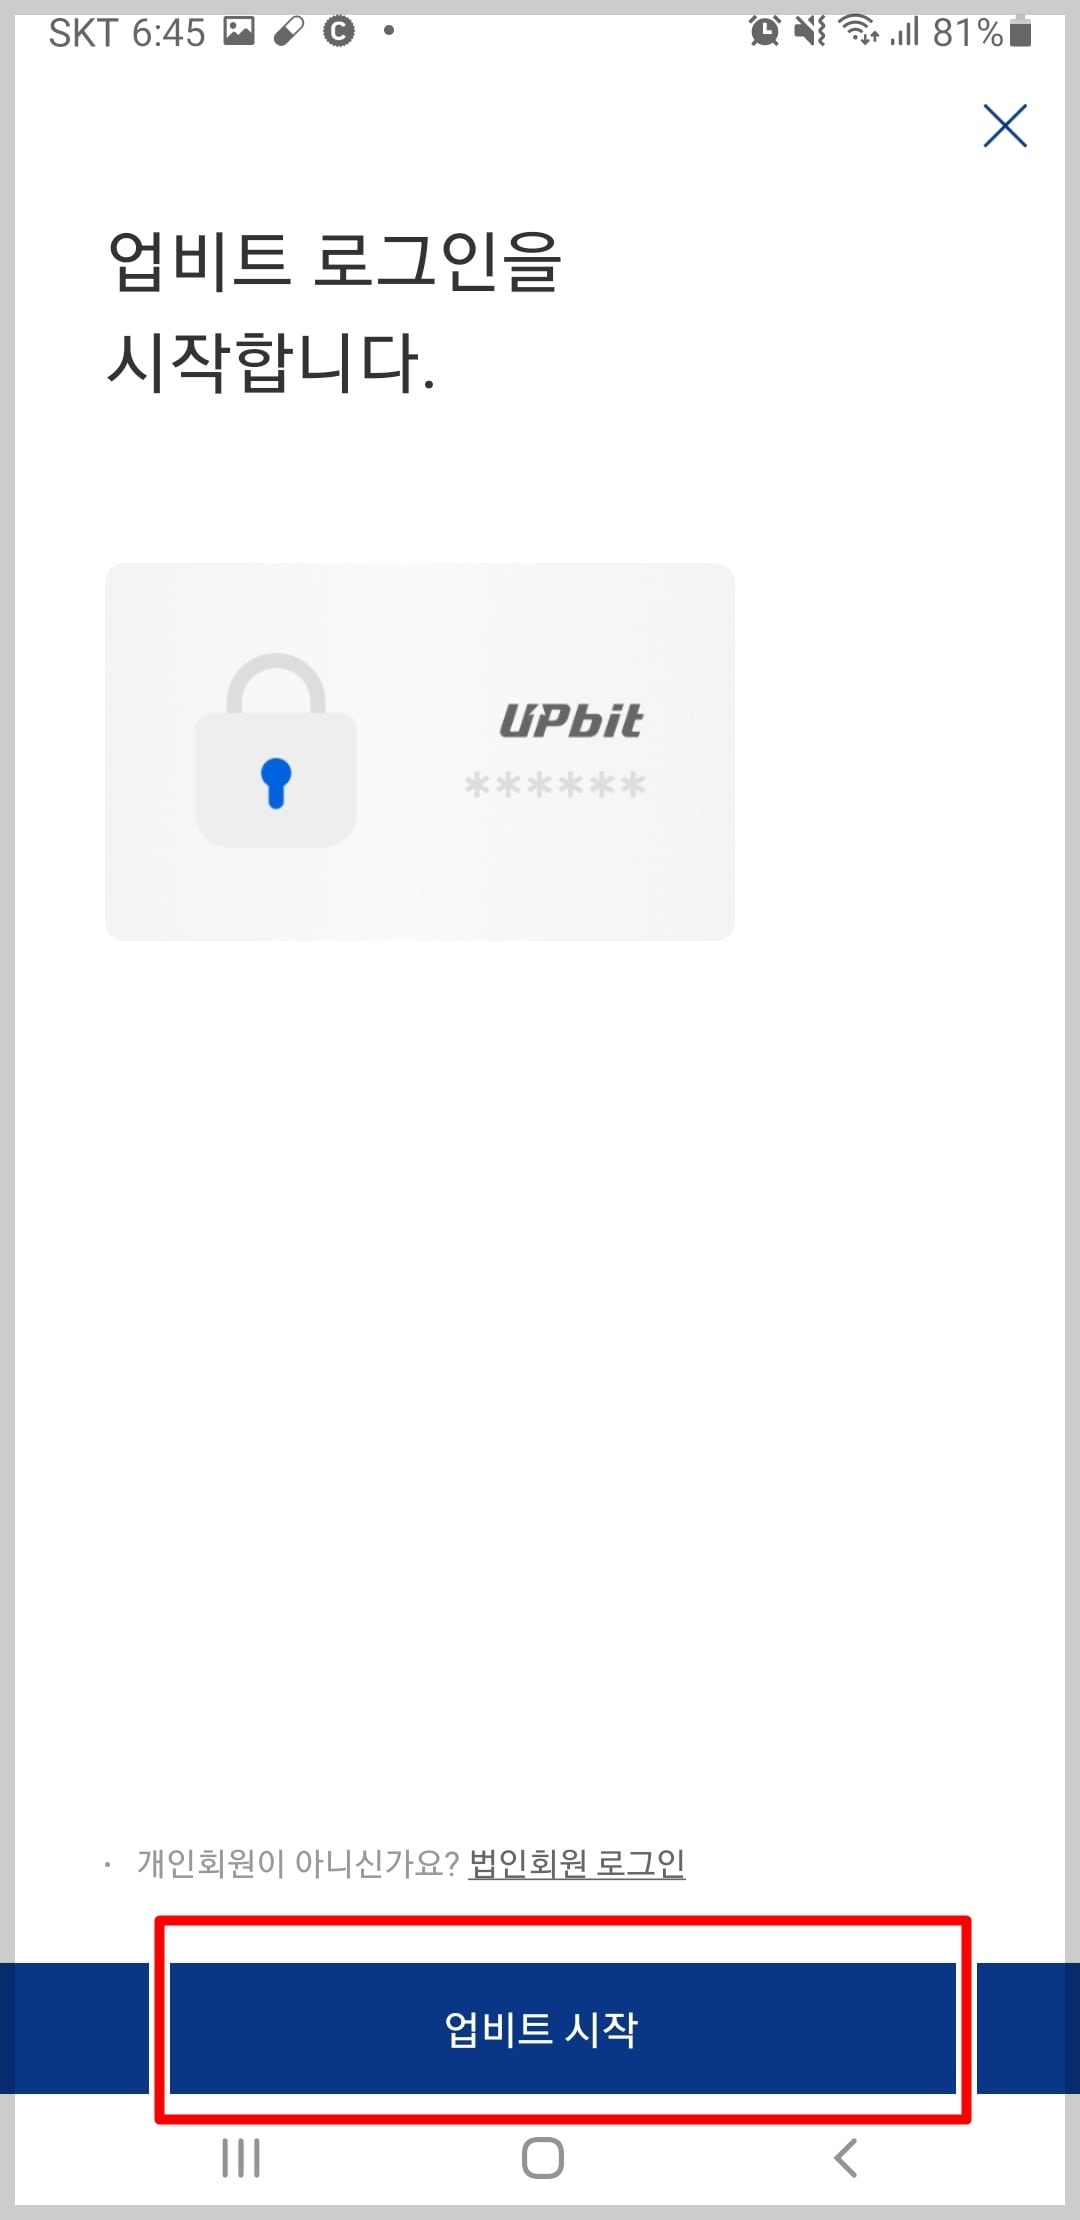 SKT 6:45 81%
업비트 로그인을
시작합니다.
UPbit
******
· 개인회원이 아니신가요? 법인회원 로그인
업비트 시작